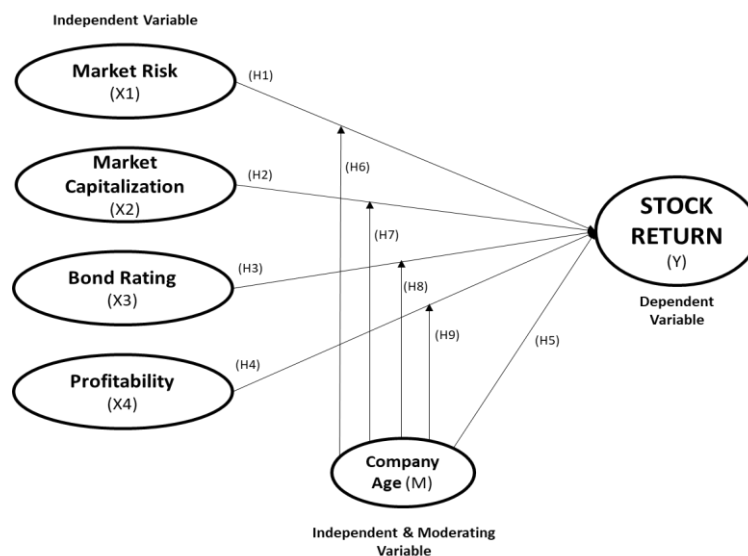 Independent Variable
Market Risk
(X1)
(H1)
Market
Capitalization
(X2)
(H2)
(H6)
(H7)
STOCK
RETURN
(Y)
Dependent
Variable
Bond Rating
(X3)
(H3)
(H8)
(H9)
(H5)
Profitability
(X4)
(H4)
Company
Age (M)
Independent & Moderating
Variable